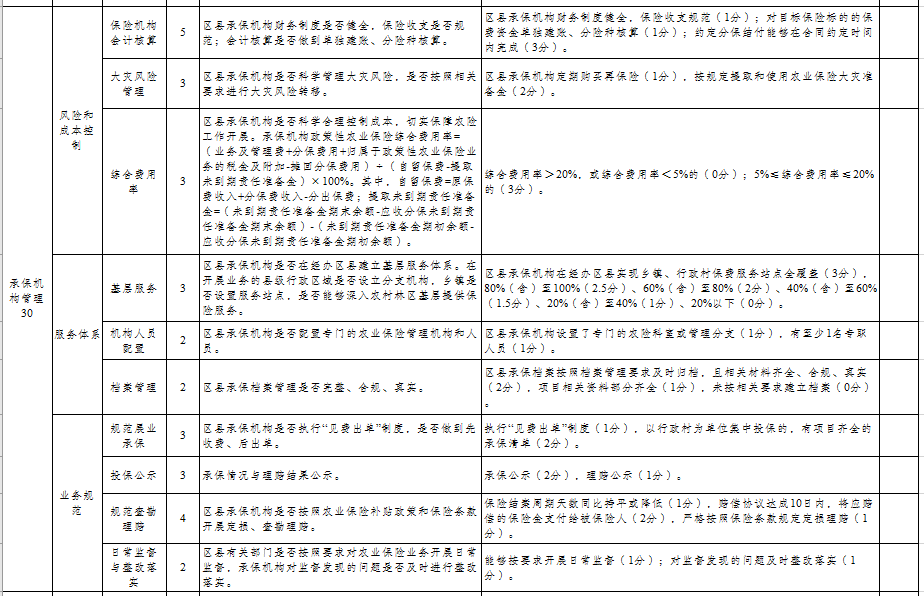 承保机
构管理
30
风险和
成本控
制
保险机构
会计核算
5
区县承保机构财务制度是否健全，保险收支是否规
范；会计核算是否做到单独建账、分险种核算。
区县承保机构财务制度健全，保险收支规范（1分）；对目标保险标的的保
费资金单独建账、分险种核算（1分）；约定分保结付能够在合同约定时间
内完成（3分）。
大灾风险
管理
3
区县承保机构是否科学管理大灾风险，是否按照相关
要求进行大灾风险转移。
区县承保机构定期购买再保险（1分），按规定提取和使用农业保险大灾准
备金（2分）。
综合费用
率
3
区县承保机构是否科学合理控制成本，切实保障农险
工作开展。承保机构政策性农业保险综合费用率=
（业务及管理费+分保费用+归属于政策性农业保险业
务的税金及附加-摊回分保费用）÷（自留保费-提取
未到期责任准备金）×100%。其中，自留保费=原保
费收入+分保费收入-分出保费；提取未到期责任准备
金=（未到期责任准备金期末余额-应收分保未到期责
任准备金期末余额）-（未到期责任准备金期初余额-
应收分保未到期责任准备金期初余额）。
综合费用率＞20%，或综合费用率＜5%的（0分）；5%≤综合费用率≤20%
的（3分）。
服务体系
基层服务
3
区县承保机构是否在经办区县建立基层服务体系。在
开展业务的县级行政区域是否设立分支机构，乡镇是
否设置服务站点，是否能够深入农村林区基层提供保
险服务。
区县承保机构在经办区县实现乡镇、行政村保费服务站点全覆盖（3分），
80%（含）至100%（2.5分）、60%（含）至80%（2分）、40%（含）至60%
（1.5分）、20%（含）至40%（1分）、20%以下（0分）。
机构人员
配置
2
区县承保机构是否配置专门的农业保险管理机构和人
员。
区县承保机构设置了专门的农险科室或管理分支（1分），有至少1名专职
人员（1分）。
档案管理
2
区县承保档案管理是否完整、合规、真实。
区县承保档案按照档案管理要求及时归档，且相关材料齐全、合规、真实
（2分），项目相关资料部分齐全（1分），未按相关要求建立档案（0分）
。
业务规
范
规范展业
承保
3
区县承保机构是否执行“见费出单”制度，是否做到先
收费、后出单。
执行“见费出单”制度（1分），以行政村为单位集中投保的，有项目齐全的
承保清单（2分）。
投保公示
3
承保情况与理赔结果公示。
承保公示（2分），理赔公示（1分）。
规范查勘
理赔
4
区县承保机构是否按照农业保险补贴政策和保险条款
开展定损、查勘理赔。
保险结案周期天数同比持平或降低（1分），赔偿协议达成10日内，将应赔
偿的保险金支付给被保险人（2分），严格按照保险条款规定定损理赔（1
分）。
日常监督
与整改落
实
2
区县有关部门是否按照要求对农业保险业务开展日常
监督，承保机构对监督发现的问题是否及时进行整改
落实。
能够按要求开展日常监督（1分）；对监督发现的问题及时整改落实（1
分）。